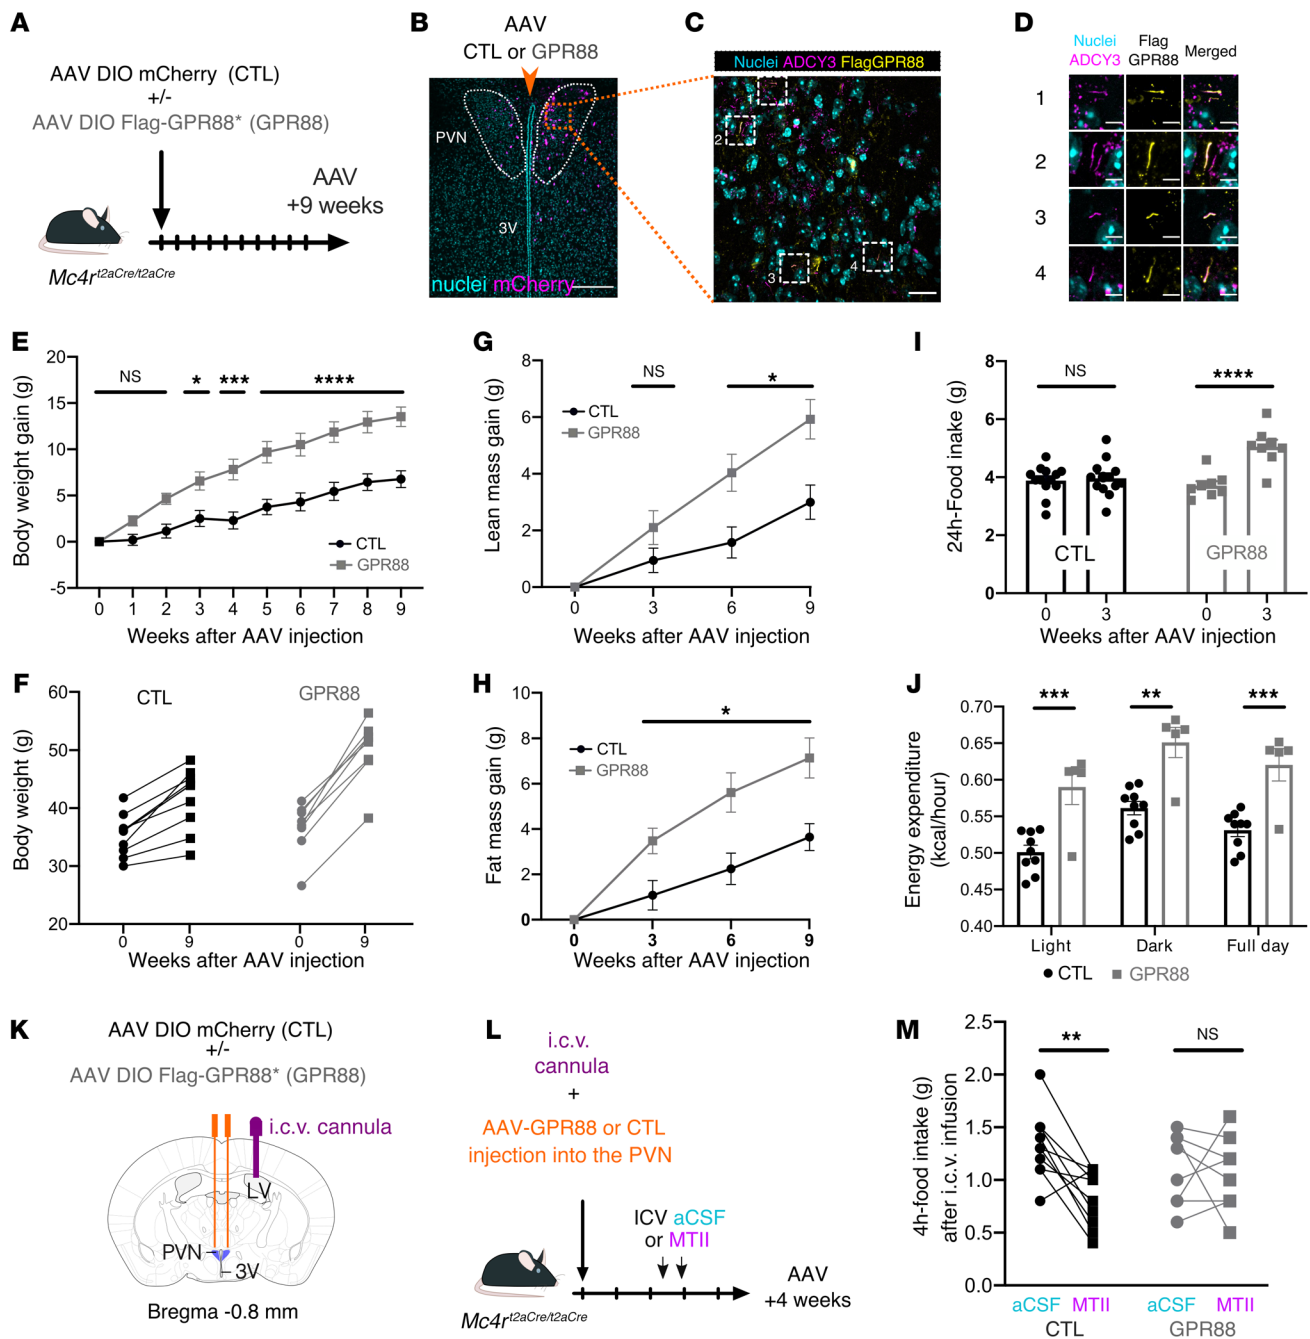 A
AAV DIO mCherry (CTL)
+/-
AAV DIO Flag-GPR88* (GPR88)
AAV
+9 weeks
Mc4r t2aCre/t2aCre
B
AAV
CTL or GPR88
PVN
3V
nuclei mCherry
C
Nuclei ADCY3 FlagGPR88
1
2
3
4
D
Nuclei Flag
ADCY3 GPR88 Merged
1
2
3
4
E
Body weight gain (g)
20
15
10
5
0
-5
NS * *** ****
CTL
GPR88
0 1 2 3 4 5 6 7 8 9
Weeks after AAV injection
F
Body weight (g)
60
50
40
30
20
CTL GPR88
0 9 0 9
Weeks after AAV injection
G
Lean mass gain (g)
8
6
4
2
0
NS *
CTL
GPR88
0 3 6 9
Weeks after AAV injection
H
Fat mass gain (g)
10
8
6
4
2
0
*
CTL
GPR88
0 3 6 9
Weeks after AAV injection
I
24h-Food inake (g)
8
6
4
2
0
NS ****
CTL GPR88
0 3 0 3
Weeks after AAV injection
J
Energy expenditure
(kcal/hour)
0.70
0.65
0.60
0.55
0.50
0.45
0.40
*** ** ***
Light Dark Full day
CTL GPR88
K
AAV DIO mCherry (CTL)
+/-
AAV DIO Flag-GPR88* (GPR88)
i.c.v. cannula
LV
PVN
3V
Bregma -0.8 mm
L
i.c.v.
cannula
+
AAV-GPR88 or CTL
injection into the PVN
ICV aCSF
or MTII
AAV
+4 weeks
Mc4r t2aCre/t2aCre
M
4h-food intake (g)
after i.c.v. infusion
2.5
2.0
1.5
1.0
0.5
0.0
** NS
aCSF MTII aCSF MTII
CTL GPR88